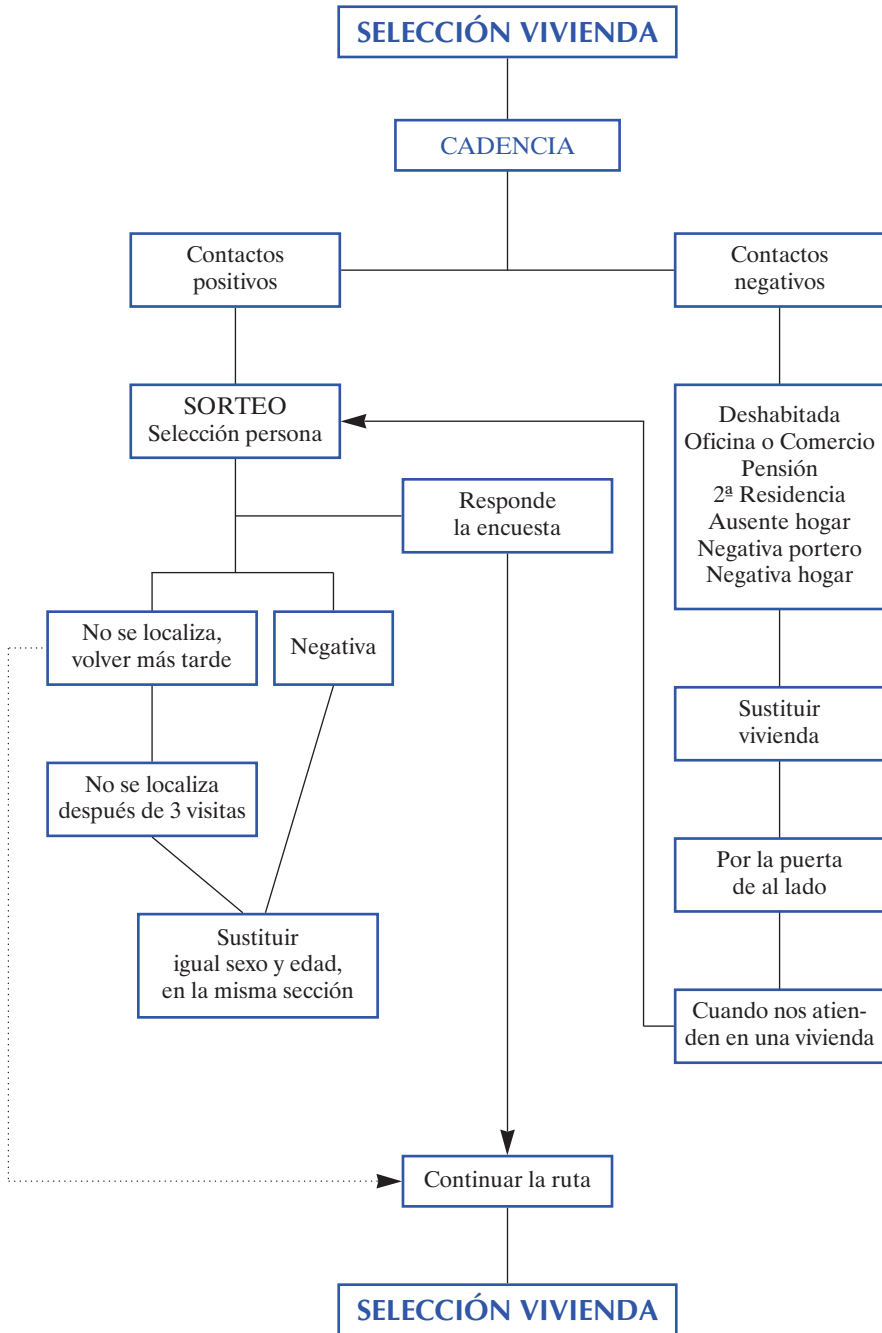 SELECCIÓN VIVIENDA
CADENCIA
Contactos
positivos
Contactos
negativos
SORTEO
Selección persona
Deshabitada
Oficina o Comercio
Pensión
2ª Residencia
Ausente hogar
Negativa portero
Negativa hogar
Responde
la encuesta
No se localiza,
volver más tarde
Negativa
Sustituir
vivienda
No se localiza
después de 3 visitas
Por la puerta
de al lado
Sustituir
igual sexo y edad,
en la misma sección
Cuando nos atien-
den en una vivienda
Continuar la ruta
SELECCIÓN VIVIENDA